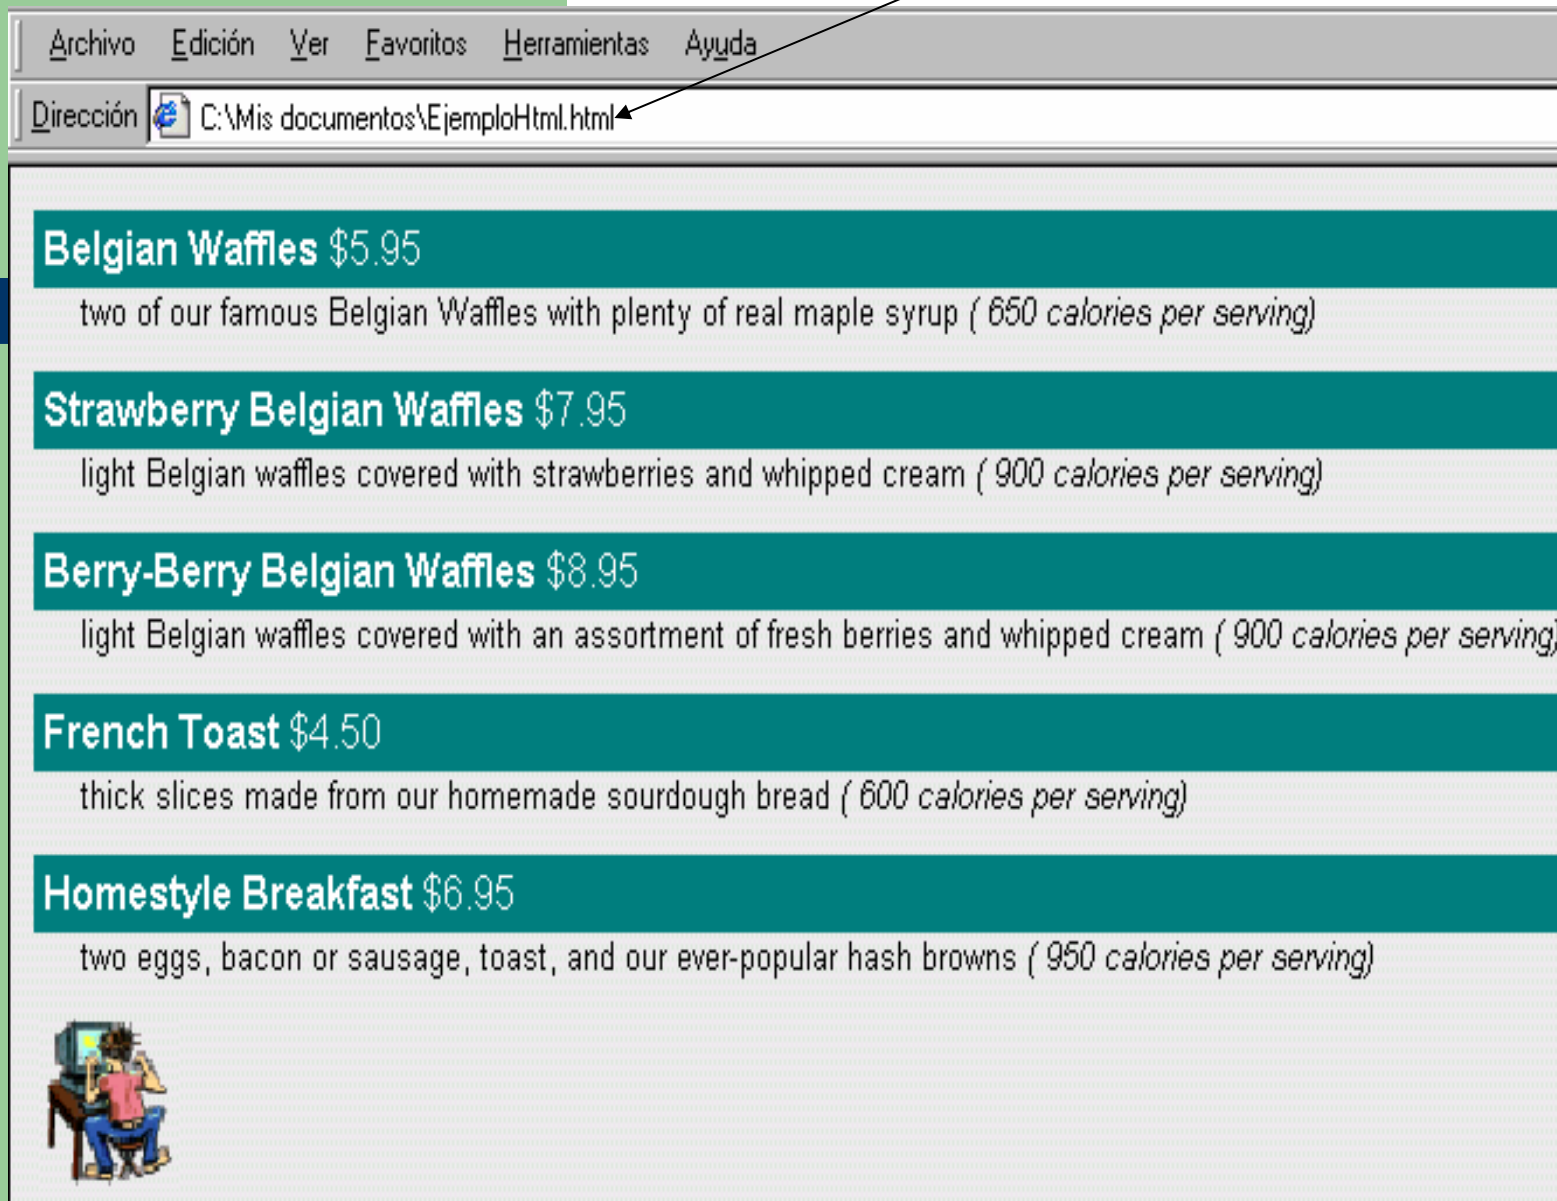 Archivo Edición Ver Favoritos Herramientas Ayuda
Dirección C:\Mis documentos\EjemploHtml.html
Belgian Waffles $5.95
two of our famous Belgian Waffles with plenty of real maple syrup ( 650 calories per serving)
Strawberry Belgian Waffles $7.95
light Belgian waffles covered with strawberries and whipped cream ( 900 calories per serving)
Berry-Berry Belgian Waffles $8.95
light Belgian waffles covered with an assortment of fresh berries and whipped cream ( 900 calories per serving)
French Toast $4.50
thick slices made from our homemade sourdough bread ( 600 calories per serving)
Homestyle Breakfast $6.95
two eggs, bacon or sausage, toast, and our ever-popular hash browns ( 950 calories per serving)